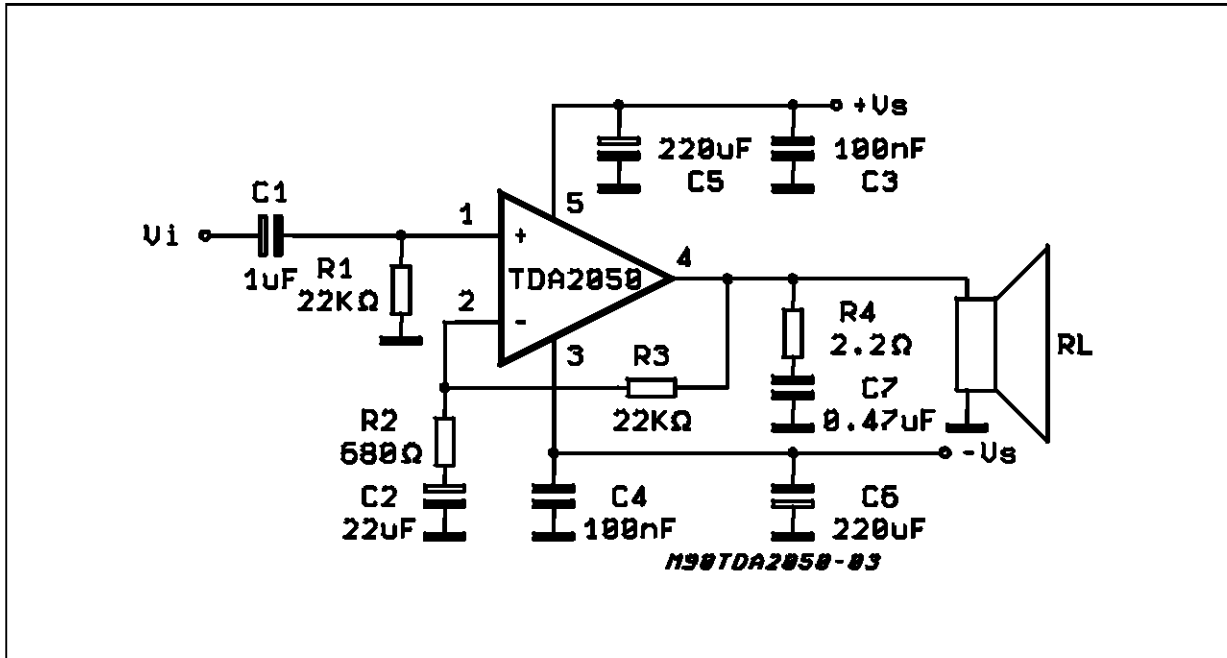 +Vs
220uF
C5
100nF
C3
C1
Vi
1uF
R1
22KΩ
1
+
5
TDA2050
4
2
-
3
R3
22KΩ
R4
2.2Ω
C7
0.47uF
RL
R2
680Ω
-Vs
C2
22uF
C4
100nF
C6
220uF
M90TDA2050-03